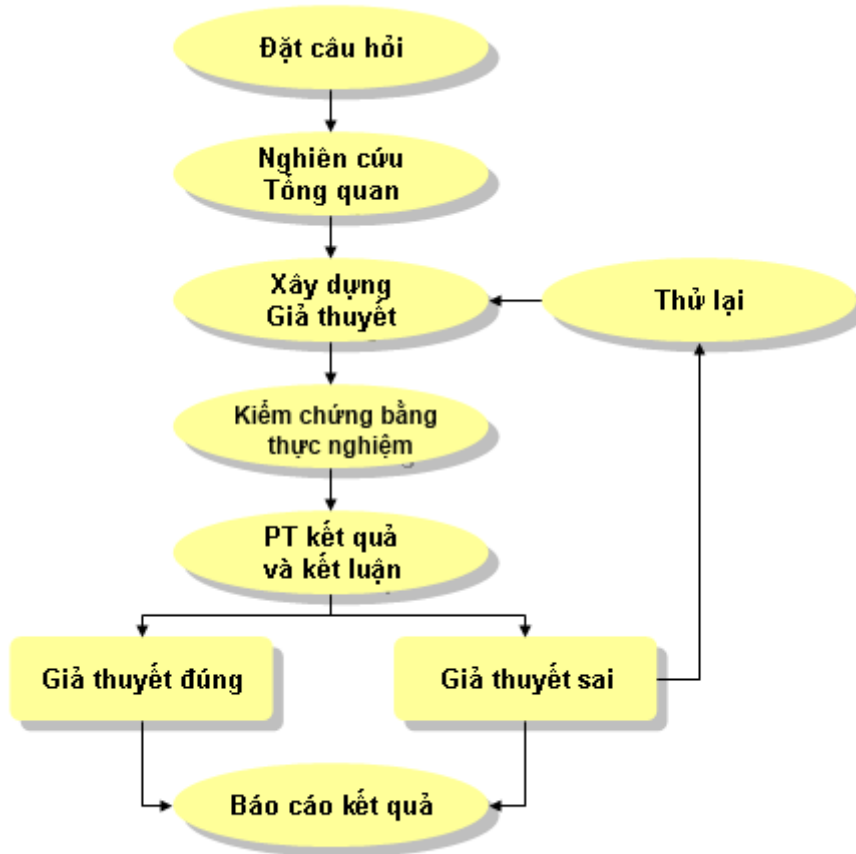 Đặt câu hỏi
Nghiên cứu
Tổng quan
Xây dựng
Giả thuyết
Thử lại
Kiểm chứng bằng
thực nghiệm
PT kết quả
và kết luận
Giả thuyết đúng
Giả thuyết sai
Báo cáo kết quả